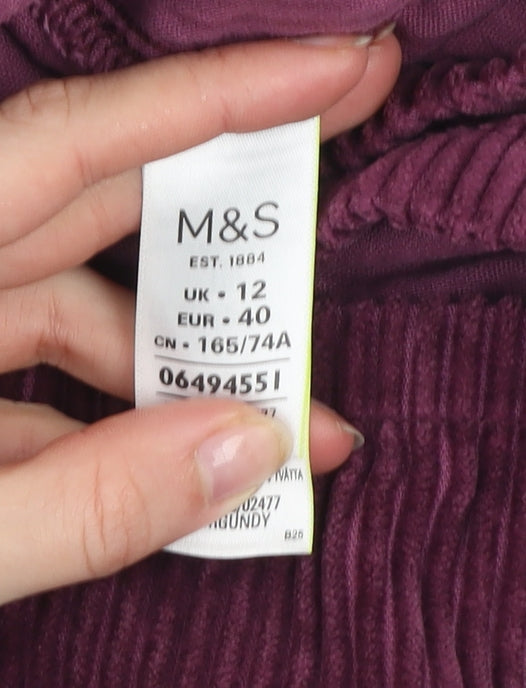 M&S
EST. 1884
UK • 12
EUR • 40
CN • 165/74A
06494551
B25